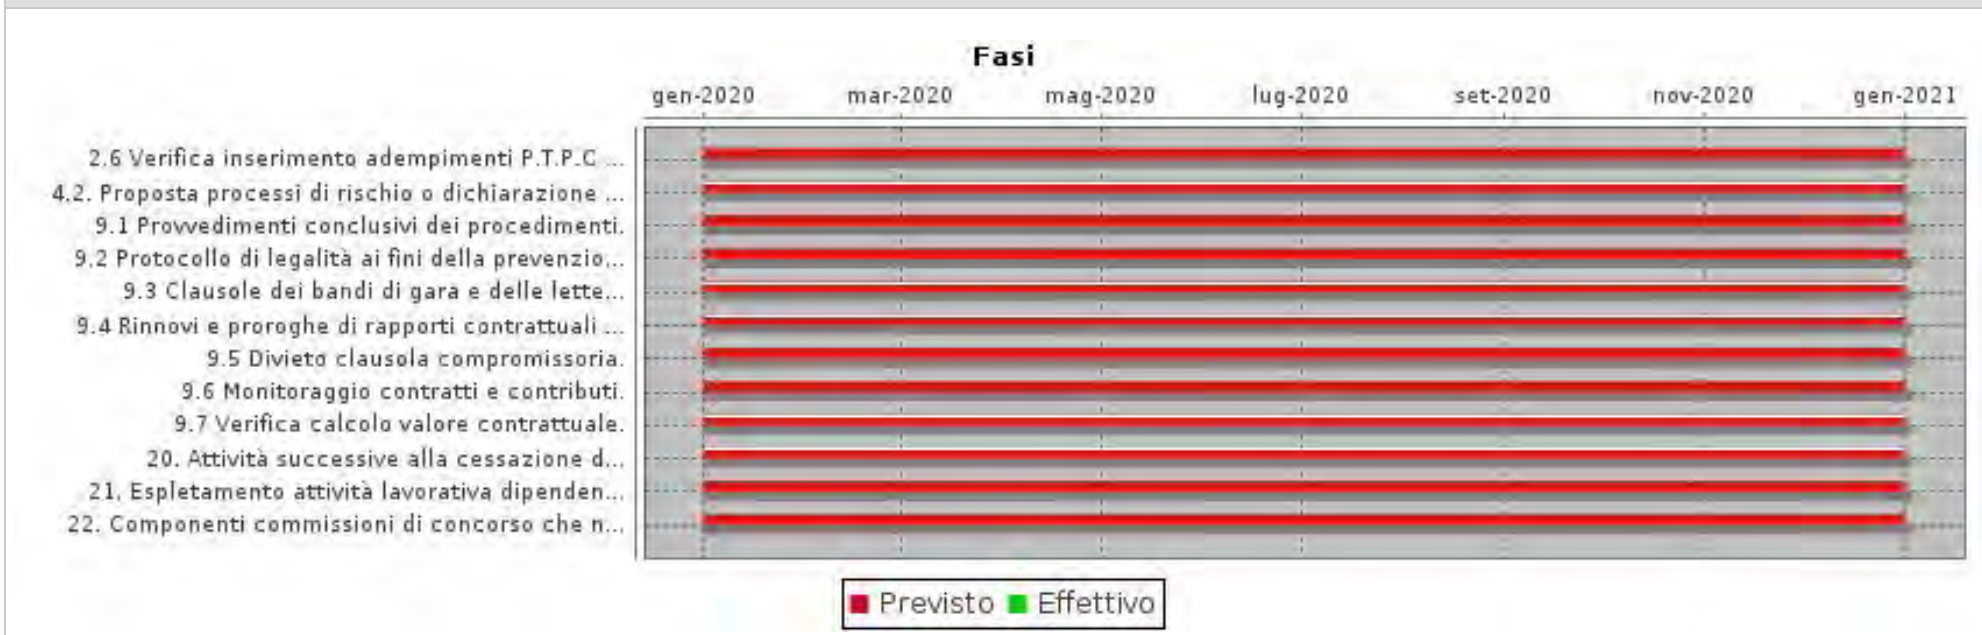 Fasi
gen-2020 mar-2020 mag-2020 lug-2020 set-2020 nov-2020 gen-2021
2.6 Verifica inserimento adempimenti P.T.P.C ...
4.2. Proposta processi di rischio o dichiarazione ...
9.1 Provvedimenti conclusivi dei procedimenti.
9.2 Protocollo di legalità ai fini della prevenzio...
9.3 Clausole dei bandi di gara e delle lette...
9.4 Rinnovi e proroghe di rapporti contrattuali ...
9.5 Divieto clausola compromissoria.
9.6 Monitoraggio contratti e contributi.
9.7 Verifica calcolo valore contrattuale.
20. Attività successive alla cessazione d...
21. Espletamento attività lavorativa dipenden...
22. Componenti commissioni di concorso che n...
Previsto Effettivo